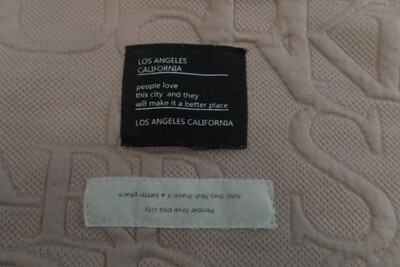 LOS ANGELES
CALIFORNIA
people love
this city and they
will make it a better place
LOS ANGELES CALIFORNIA
People love this city
And they Will make it a better place